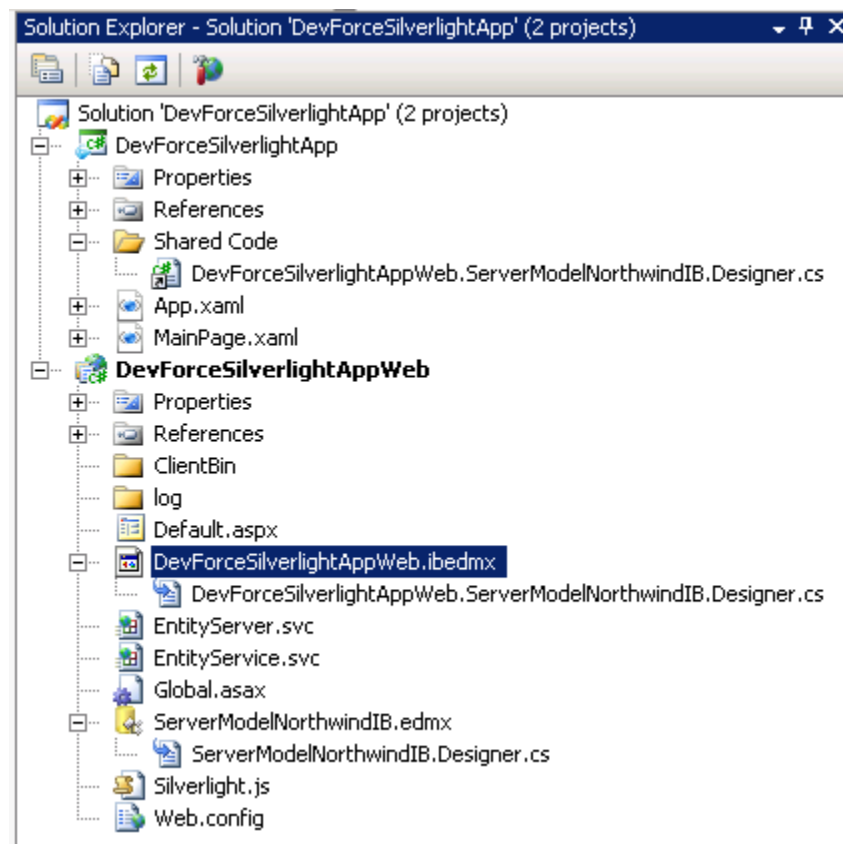 Solution Explorer - Solution 'DevForceSilverlightApp' (2 projects)
Solution 'DevForceSilverlightApp' (2 projects)
DevForceSilverlightApp
Properties
References
Shared Code
DevForceSilverlightAppWeb.ServerModelNorthwindIB.Designer.cs
App.xaml
MainPage.xaml
DevForceSilverlightAppWeb
Properties
References
ClientBin
log
Default.aspx
DevForceSilverlightAppWeb.ibedmx
DevForceSilverlightAppWeb.ServerModelNorthwindIB.Designer.cs
EntityServer.svc
EntityService.svc
Global.asax
ServerModelNorthwindIB.edmx
ServerModelNorthwindIB.Designer.cs
Silverlight.js
Web.config